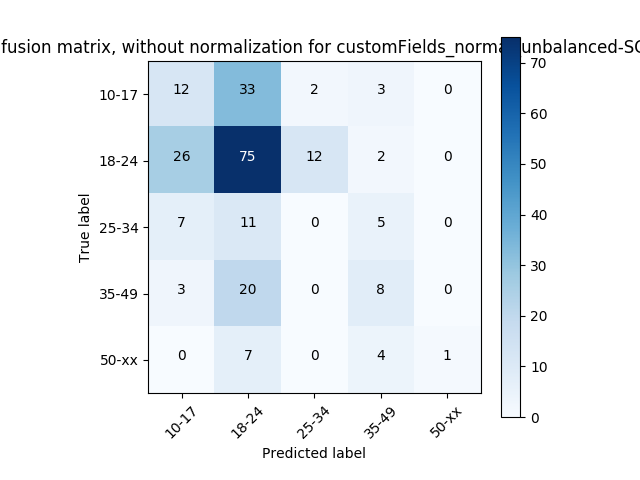 fusion matrix, without normalization for customFields_norma unbalanced-SC
10-17 12 33 2 3 0
18-24 26 75 12 2 0
25-34 7 11 0 5 0
35-49 3 20 0 8 0
50-xx 0 7 0 4 1
True label
10-17 18-24 25-34 35-49 50-xx
Predicted label
70
60
50
40
30
20
10
0